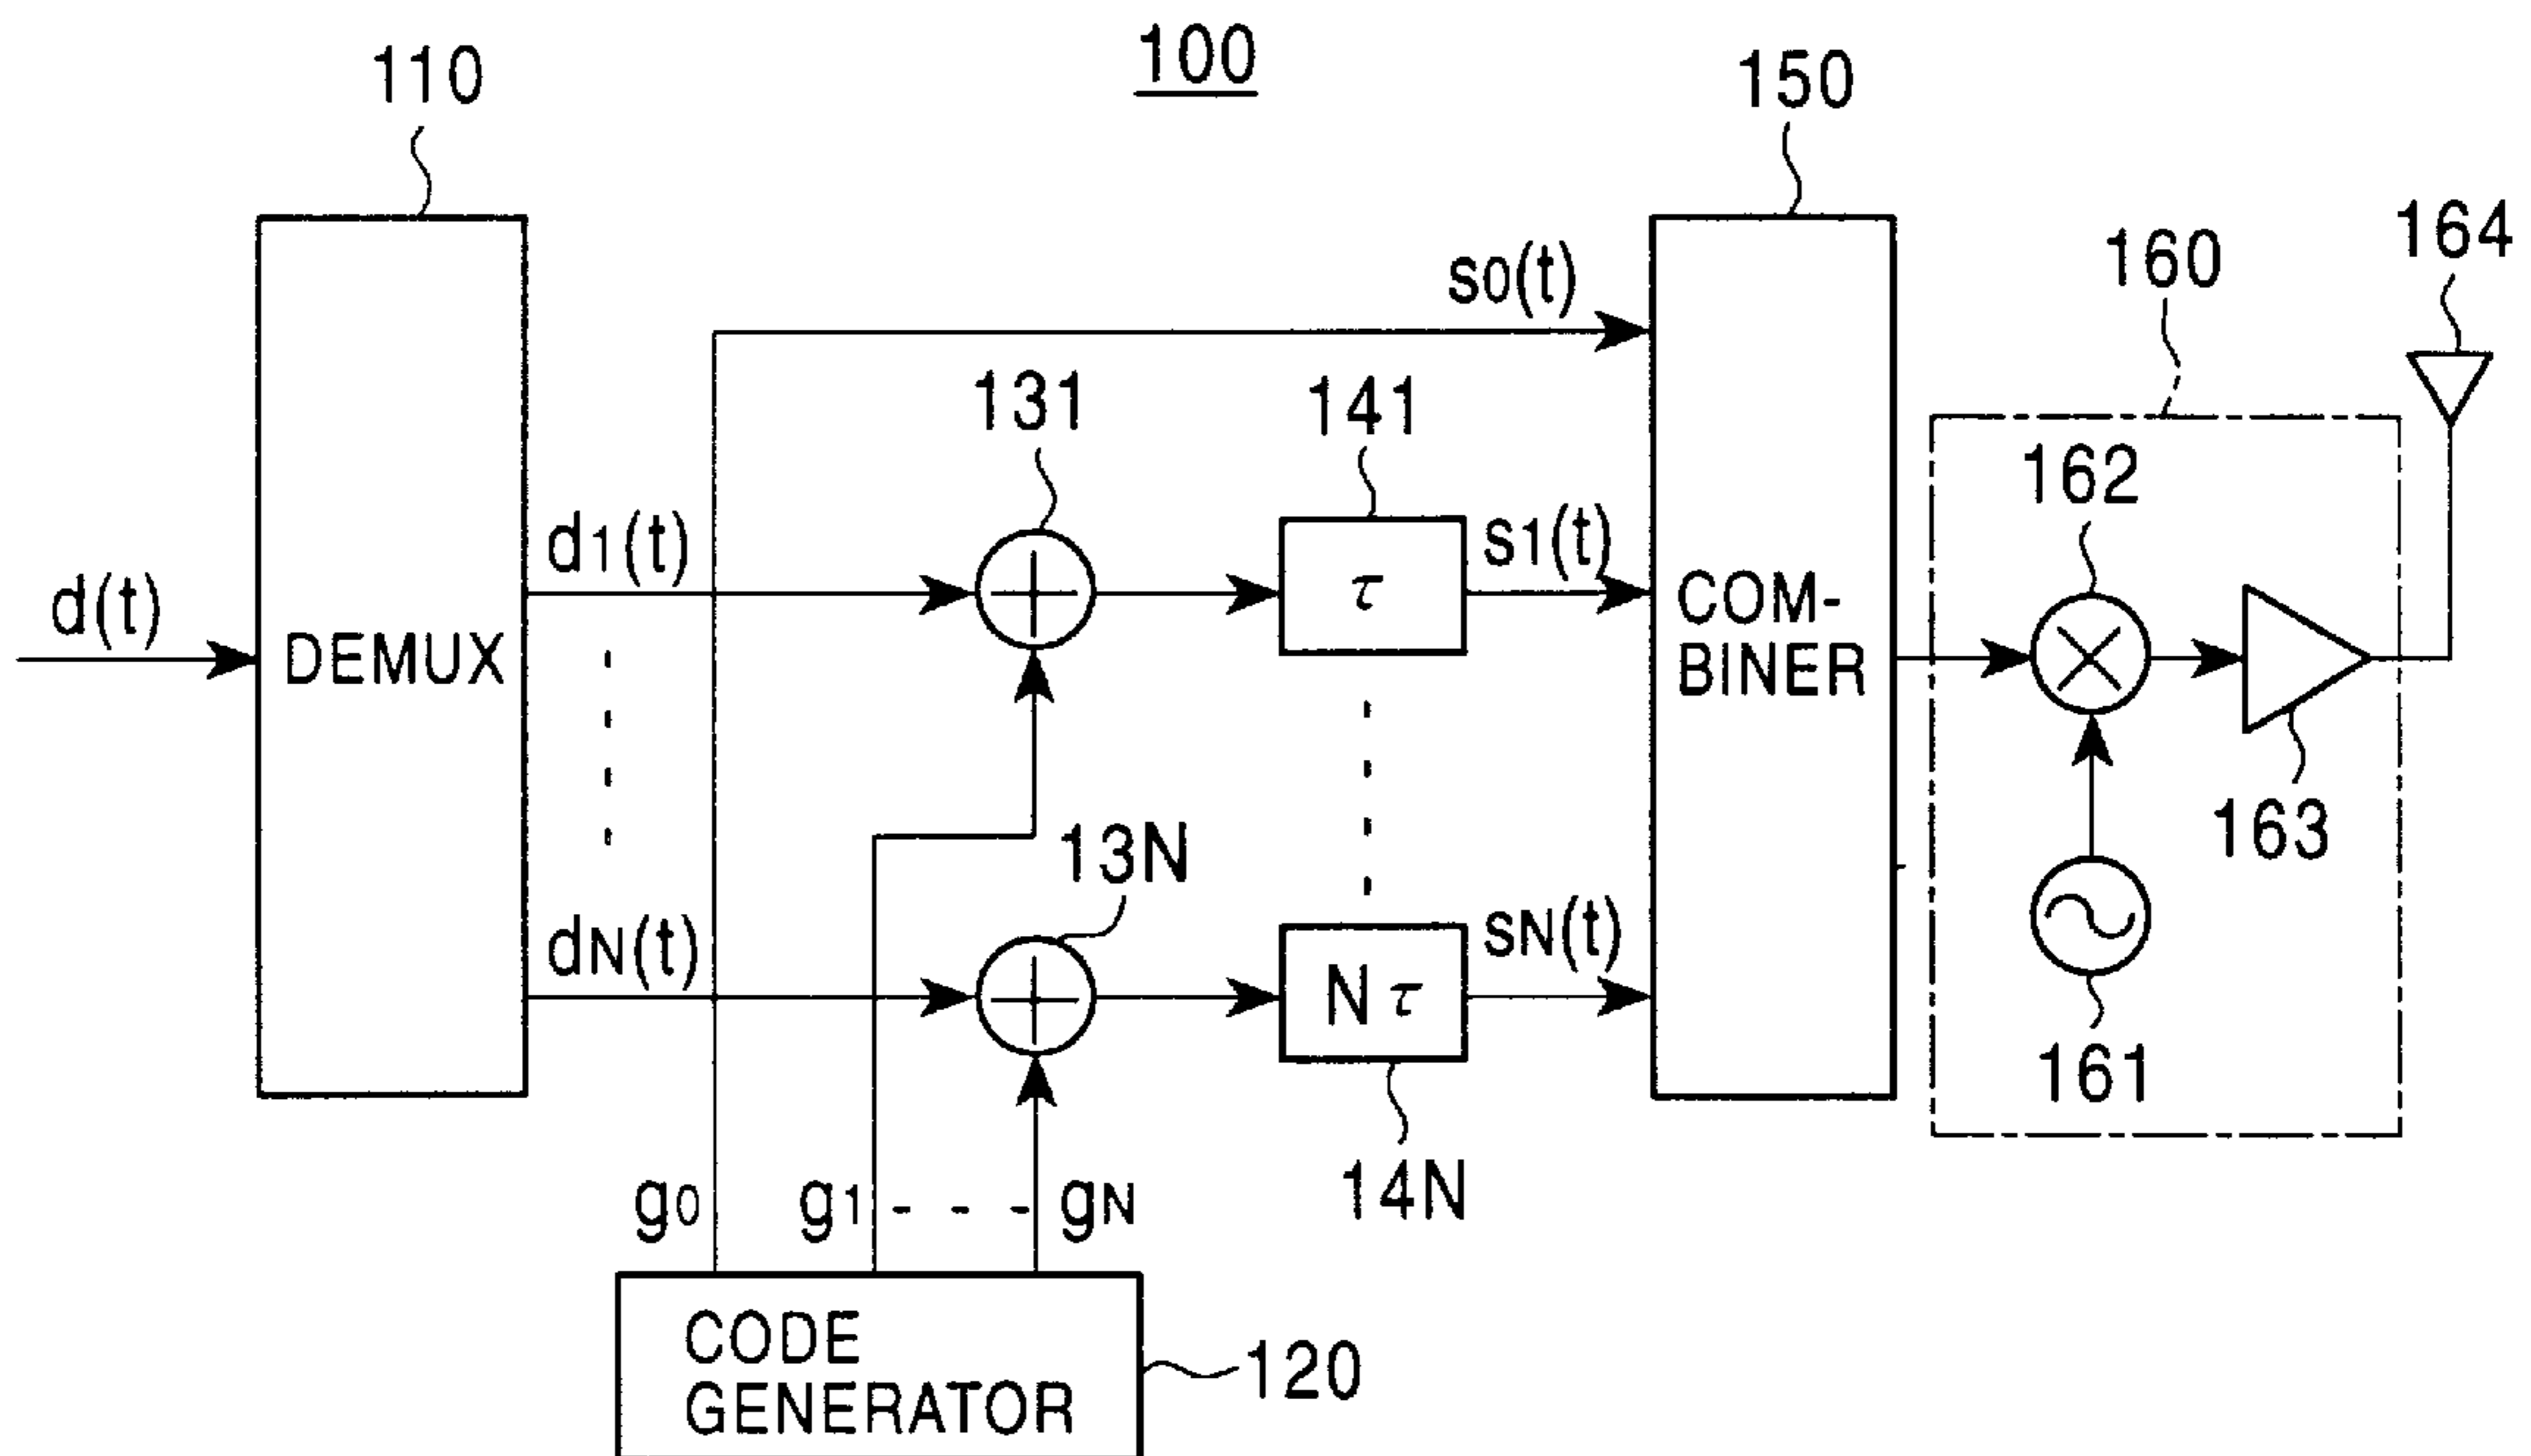 100
110
150
164
160
s0(t)
131
141
162
d1(t)
s1(t)
d(t)
DEMUX
COM-
BINER
163
13N
dN(t)
sN(t)
Nτ
τ
161
14N
g0
g1
- - -
gN
CODE
GENERATOR
120